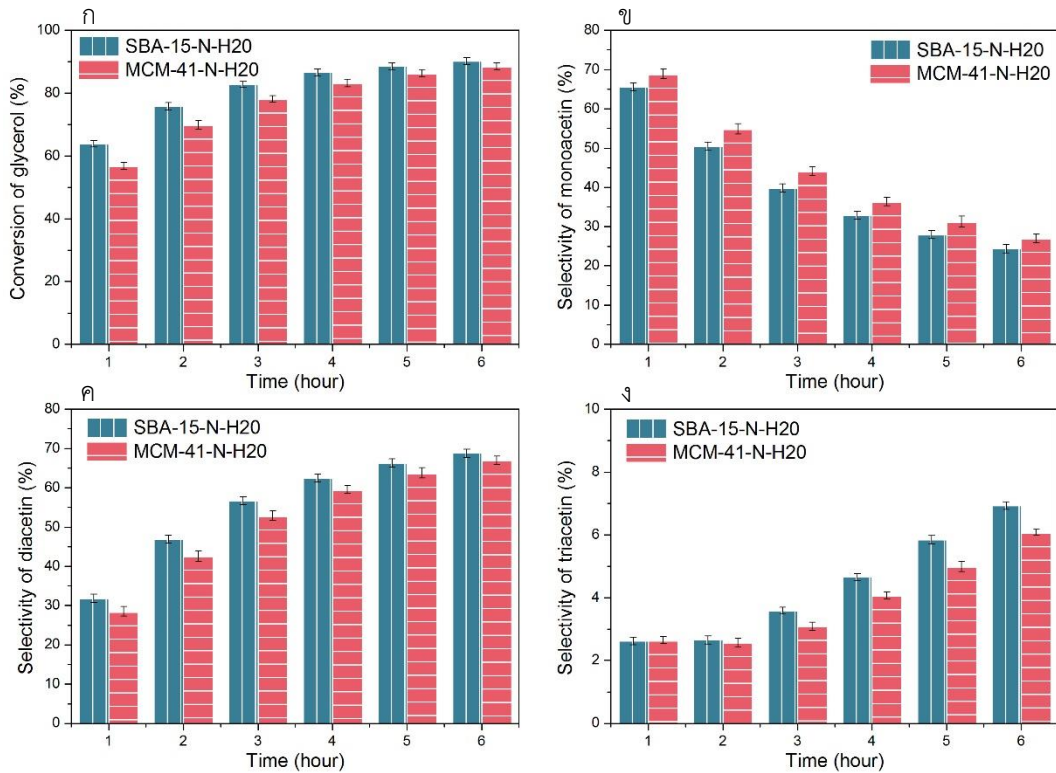 ก
SBA-15-N-H20
MCM-41-N-H20
Conversion of glycerol (%)
100
80
60
40
20
0
1 2 3 4 5 6
Time (hour)
ข
SBA-15-N-H20
MCM-41-N-H20
Selectivity of monoacetin (%)
80
70
60
50
40
30
20
10
0
1 2 3 4 5 6
Time (hour)
ค
SBA-15-N-H20
MCM-41-N-H20
Selectivity of diacetin (%)
80
70
60
50
40
30
20
10
0
1 2 3 4 5 6
Time (hour)
ง
SBA-15-N-H20
MCM-41-N-H20
Selectivity of triacetin (%)
10
8
6
4
2
0
1 2 3 4 5 6
Time (hour)